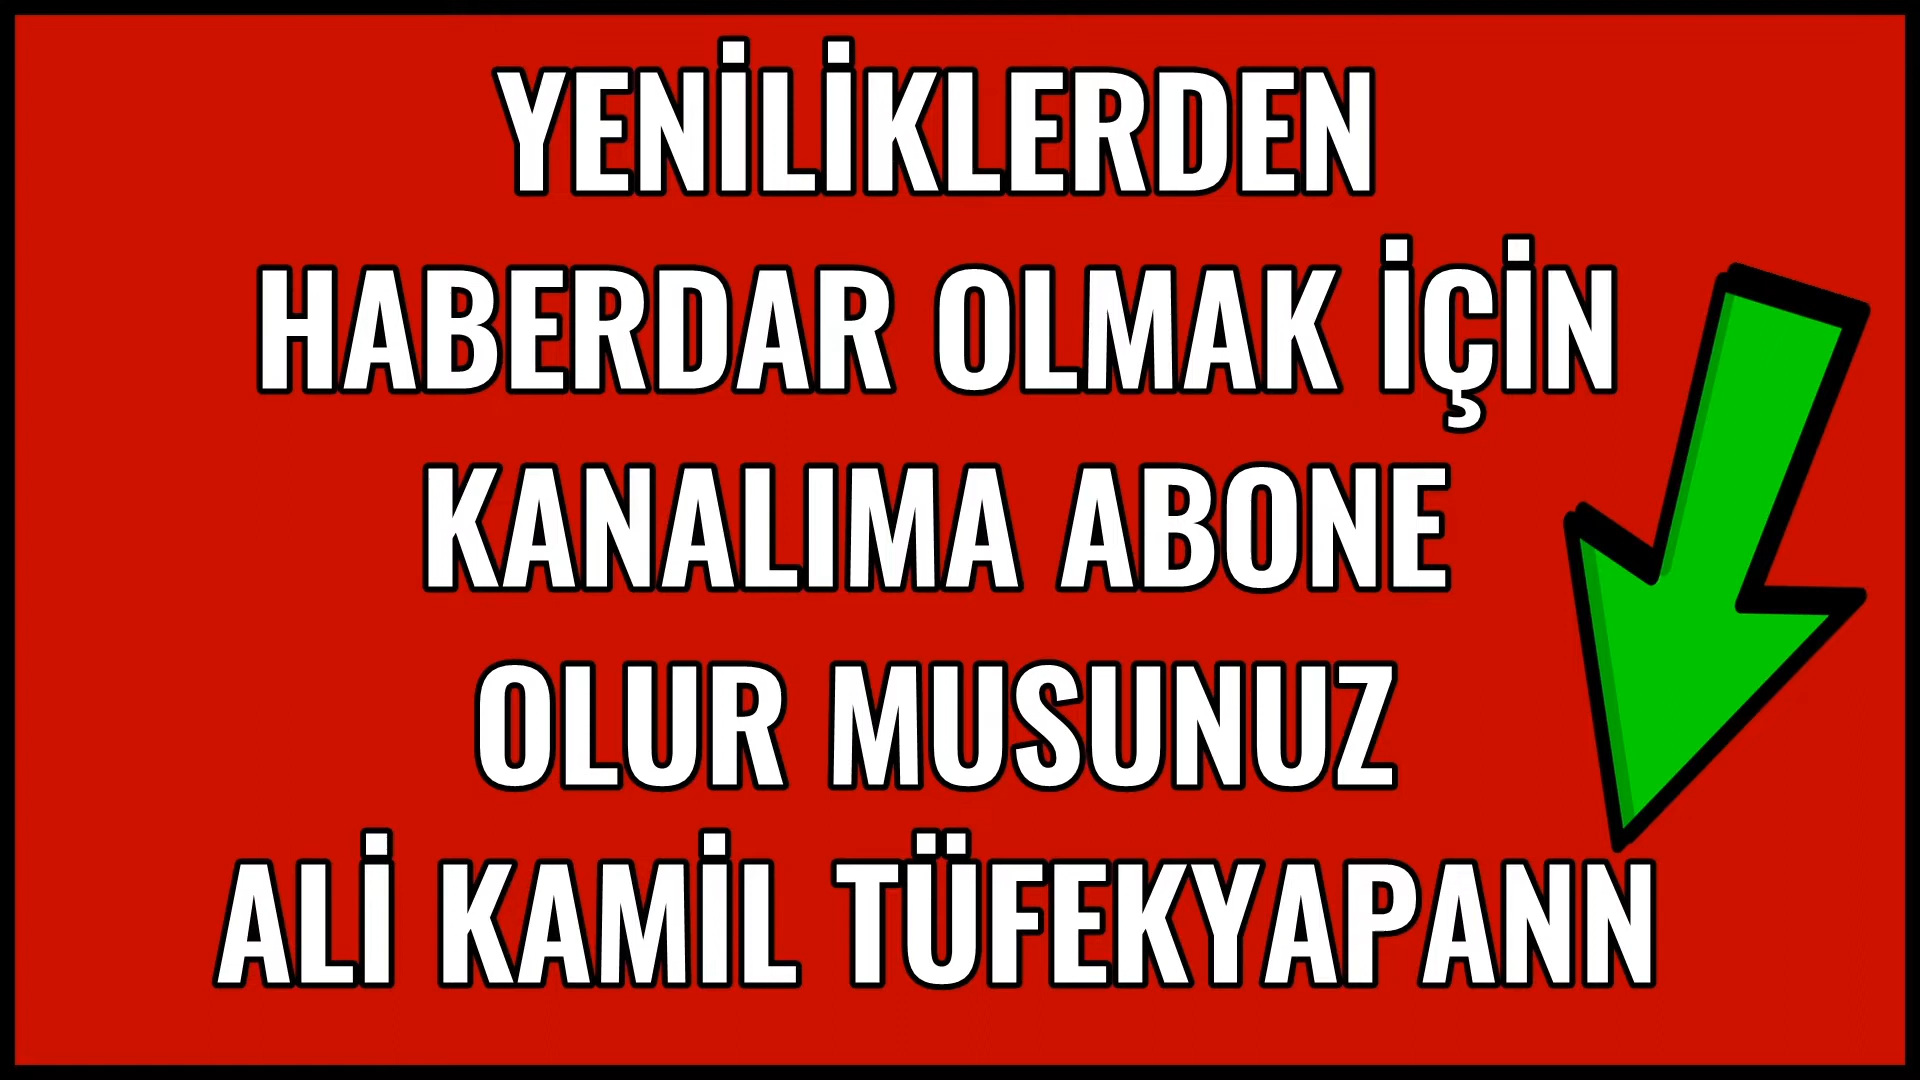 YENİLİKLERDEN
HABERDAR OLMAK İÇİN
KANALIMA ABONE
OLUR MUSUNUZ
ALİ KAMİL TÜFEKYAPANN